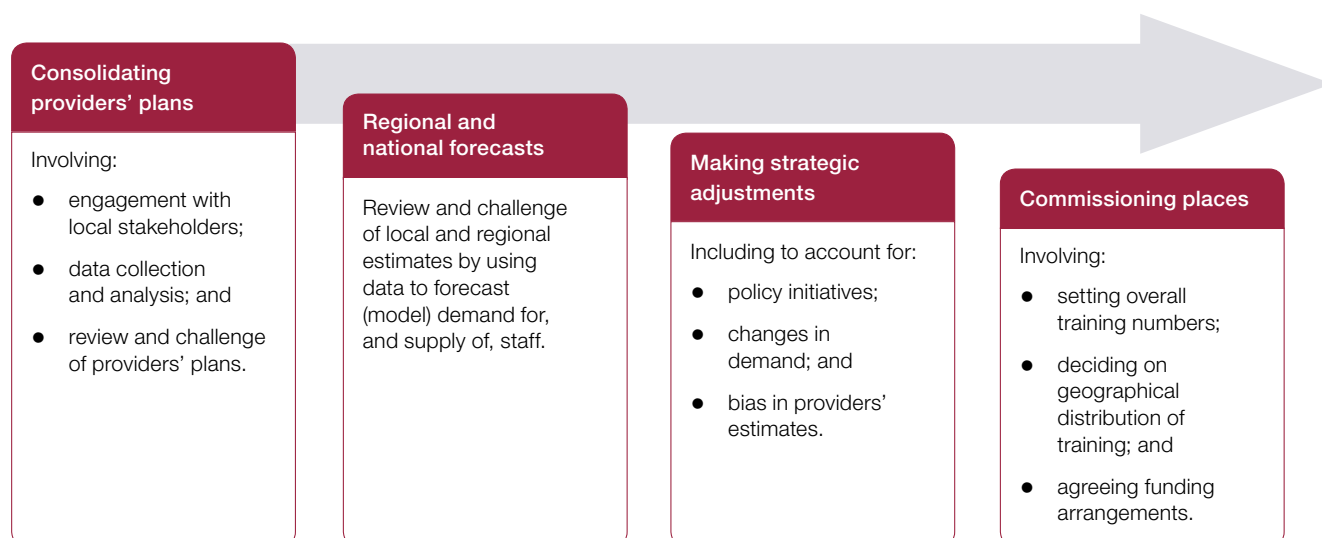 Consolidating
providers’ plans
Involving:
● engagement with
local stakeholders;
● data collection
and analysis; and
● review and challenge
of providers’ plans.
Regional and
national forecasts
Review and challenge
of local and regional
estimates by using
data to forecast
(model) demand for,
and supply of, staff.
Making strategic
adjustments
Including to account for:
● policy initiatives;
● changes in
demand; and
● bias in providers’
estimates.
Commissioning places
Involving:
● setting overall
training numbers;
● deciding on
geographical
distribution of
training; and
● agreeing funding
arrangements.